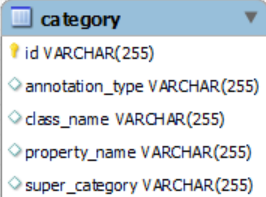 category
id VARCHAR(255)
annotation_type VARCHAR(255)
class_name VARCHAR(255)
property_name VARCHAR(255)
super_category VARCHAR(255)